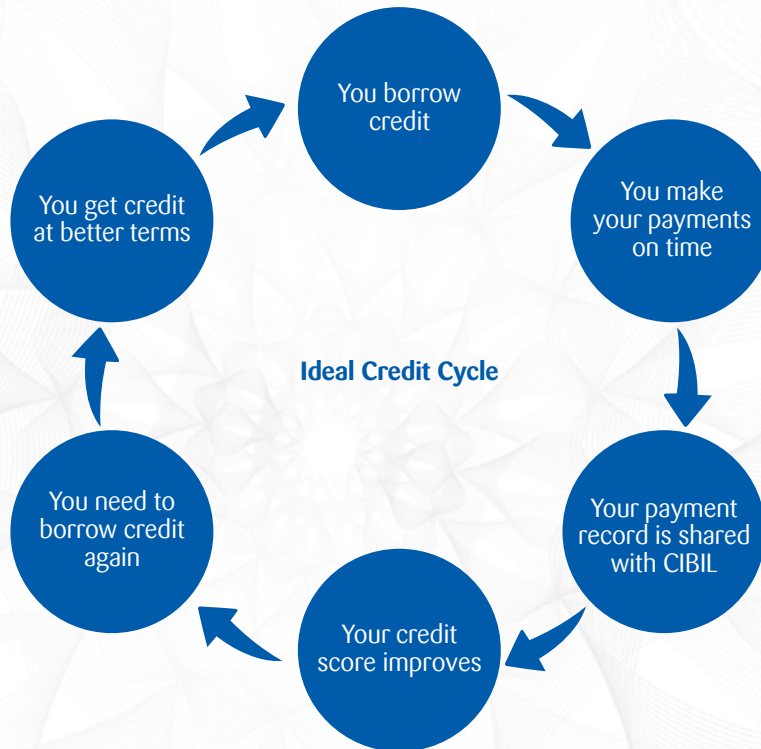 You borrow
credit
You make
your payments
on time
Your payment
record is shared
with CIBIL
Your credit
score improves
You need to
borrow credit
again
You get credit
at better terms
Ideal Credit Cycle